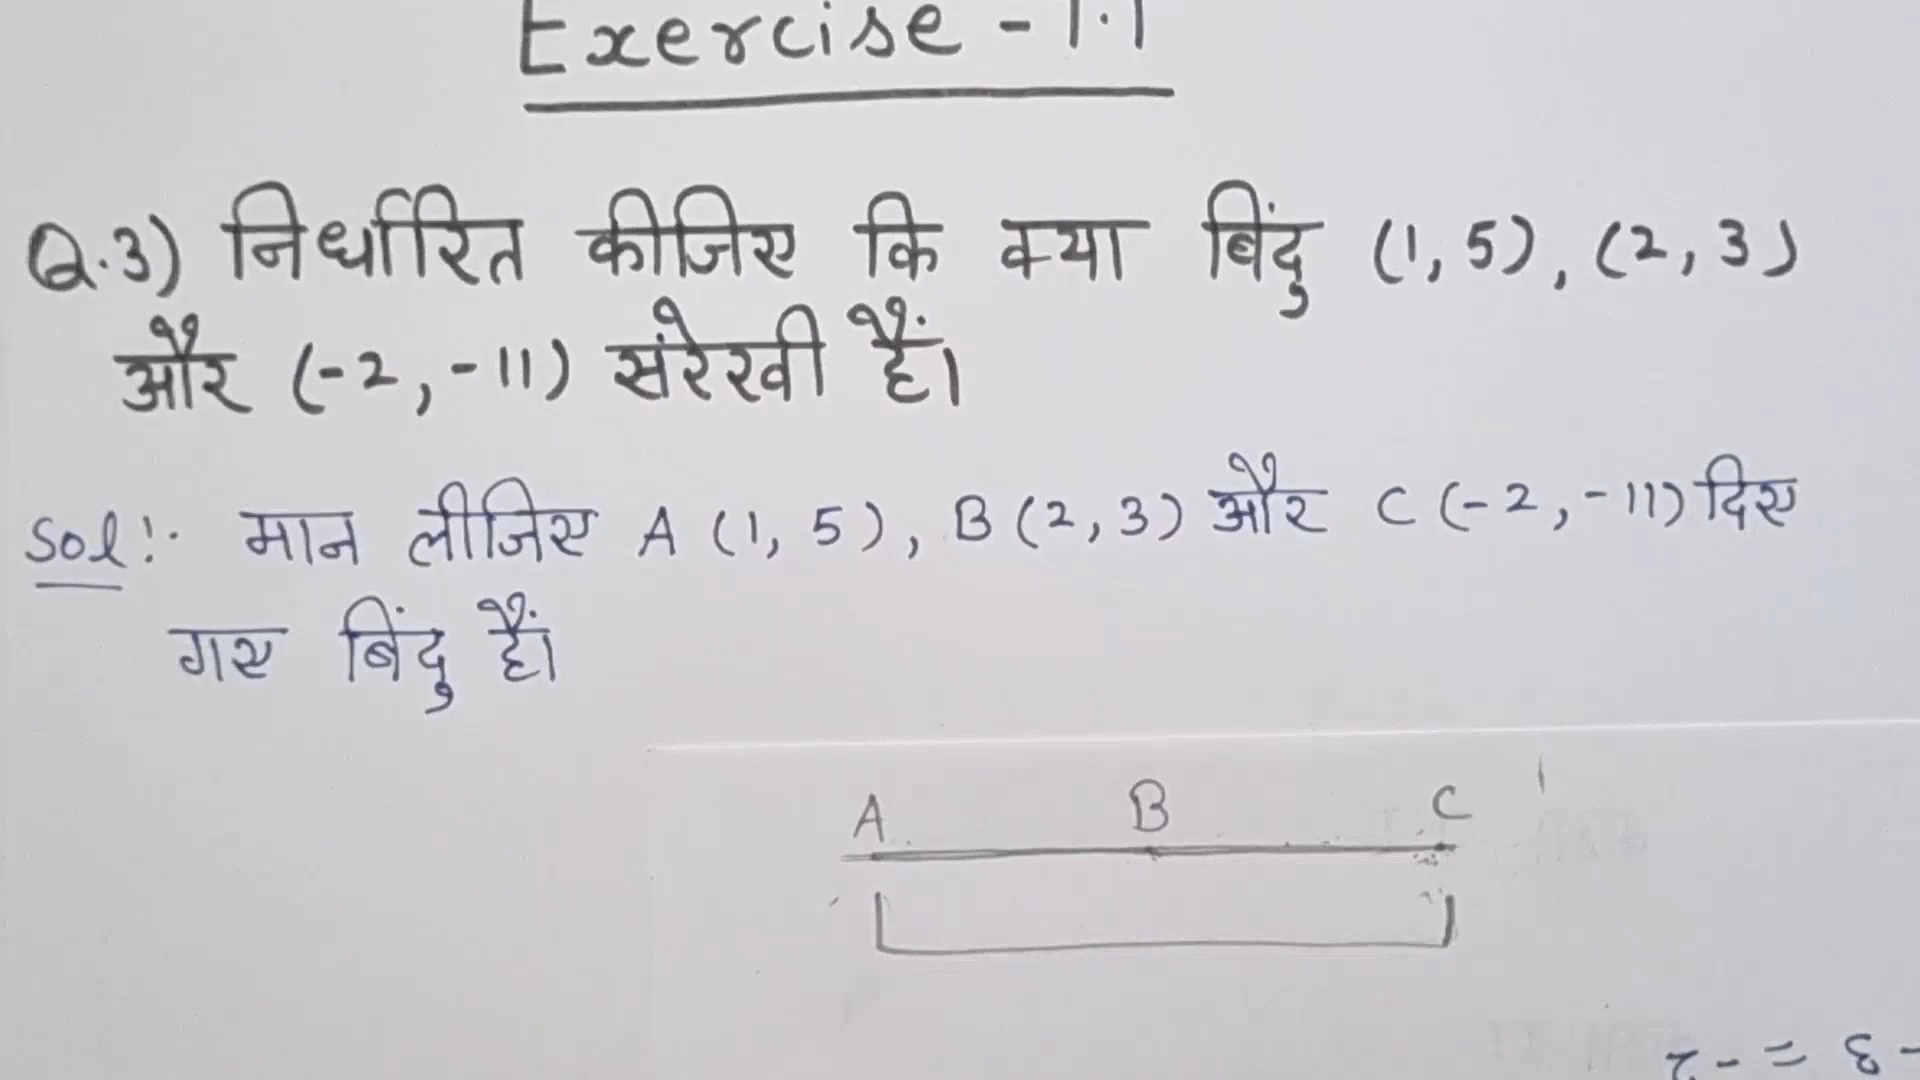 Exercise - 1.1
Q.3) निर्धारित कीजिए कि क्या बिंदु (1, 5), (2, 3)
और (-2, -11) संरेखी हैं।
Sol:- मान लीजिए A (1, 5), B (2, 3) और C (-2, -11) दिए
गए बिंदु हैं।
A B C